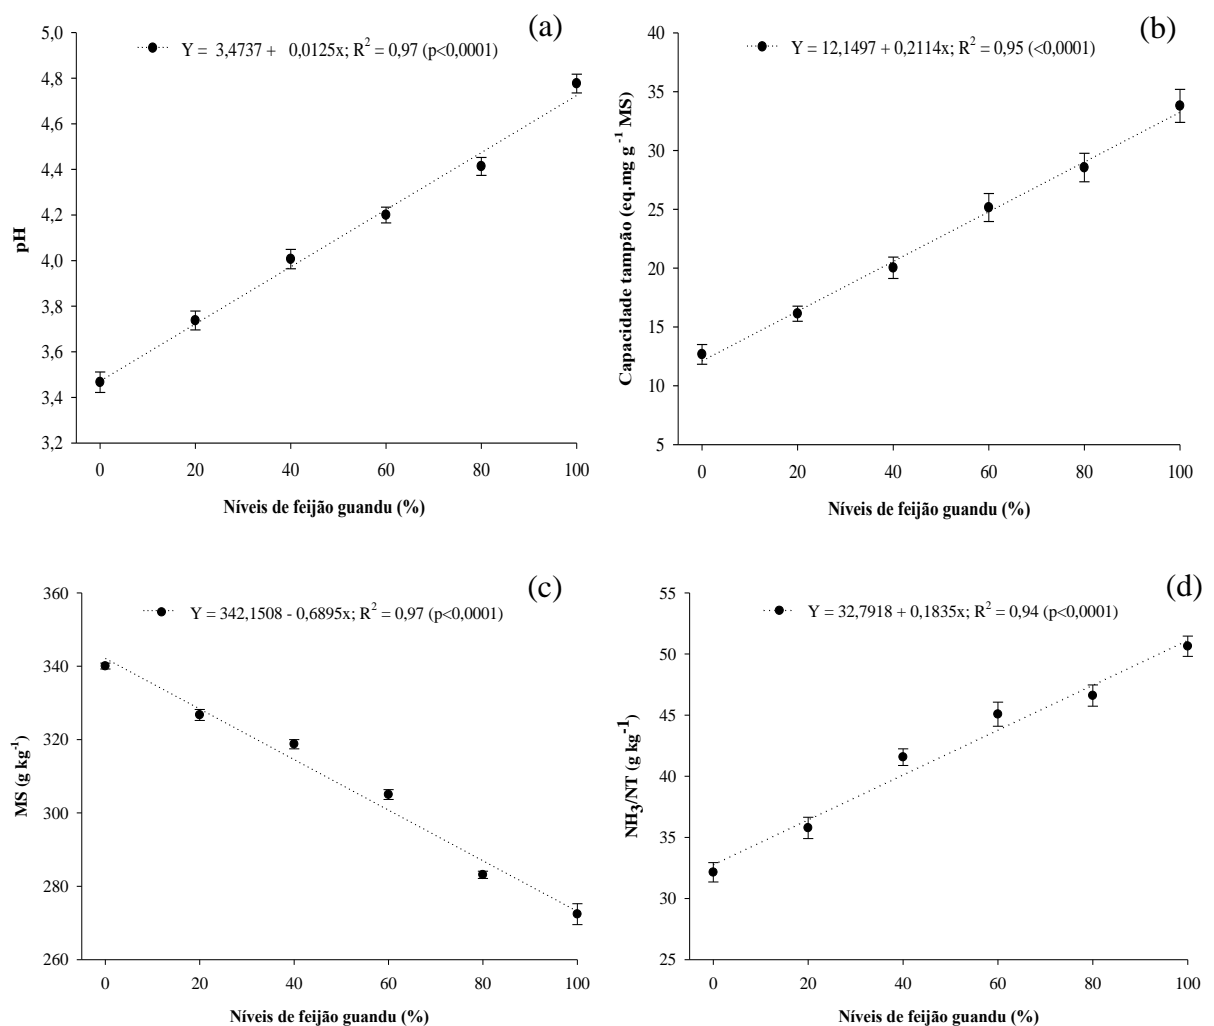 (a)
Y = 3,4737 + 0,0125x; R² = 0,97 (p<0,0001)
5,0
4,8
4,6
4,4
4,2
4,0
3,8
3,6
3,4
3,2
pH
0 20 40 60 80 100
Níveis de feijão guandu (%)
(b)
Y = 12,1497 + 0,2114x; R² = 0,95 (<0,0001)
40
35
30
25
20
15
10
5
Capacidade tampão (eq.mg g⁻¹ MS)
0 20 40 60 80 100
Níveis de feijão guandu (%)
(c)
Y = 342,1508 - 0,6895x; R² = 0,97 (p<0,0001)
360
340
320
300
280
260
MS (g kg⁻¹)
0 20 40 60 80 100
Níveis de feijão guandu (%)
(d)
Y = 32,7918 + 0,1835x; R² = 0,94 (p<0,0001)
55
50
45
40
35
30
25
NH₃/NT (g kg⁻¹)
0 20 40 60 80 100
Níveis de feijão guandu (%)